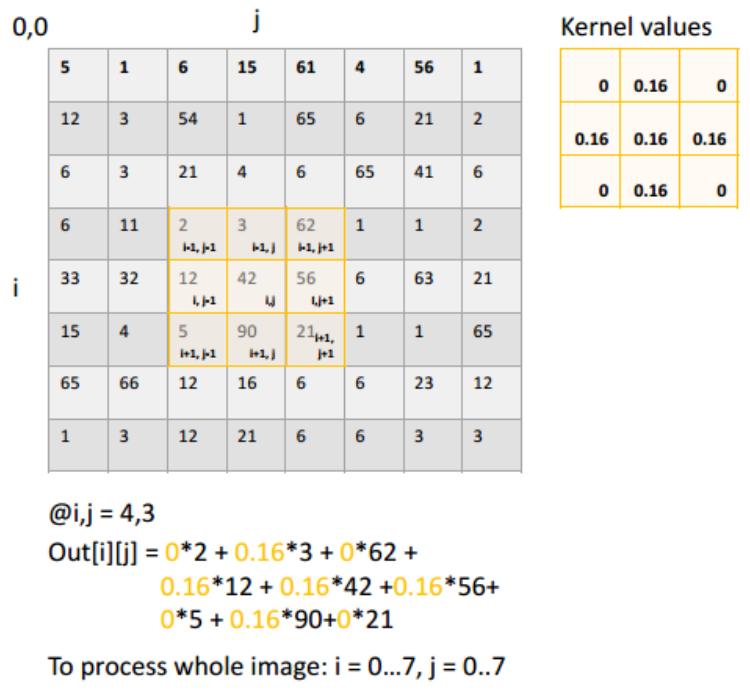 0,0 j Kernel values
5 1 6 15 61 4 56 1
0 0.16 0
12 3 54 1 65 6 21 2
0.16 0.16 0.16
6 3 21 4 6 65 41 6
0 0.16 0
6 11 2 3 62 1 1 2
i-1, j-1 i-1, j i-1, j+1
i 33 32 12 42 56 6 63 21
i, j-1 i,j i,j+1
15 4 5 90 21 i+1, 1 1 65
i+1, j-1 i+1, j j+1
65 66 12 16 6 6 23 12
1 3 12 21 6 6 3 3
@i,j = 4,3
Out[i][j] = 0*2 + 0.16*3 + 0*62 +
0.16*12 + 0.16*42 +0.16*56+
0*5 + 0.16*90+0*21
To process whole image: i = 0...7, j = 0..7